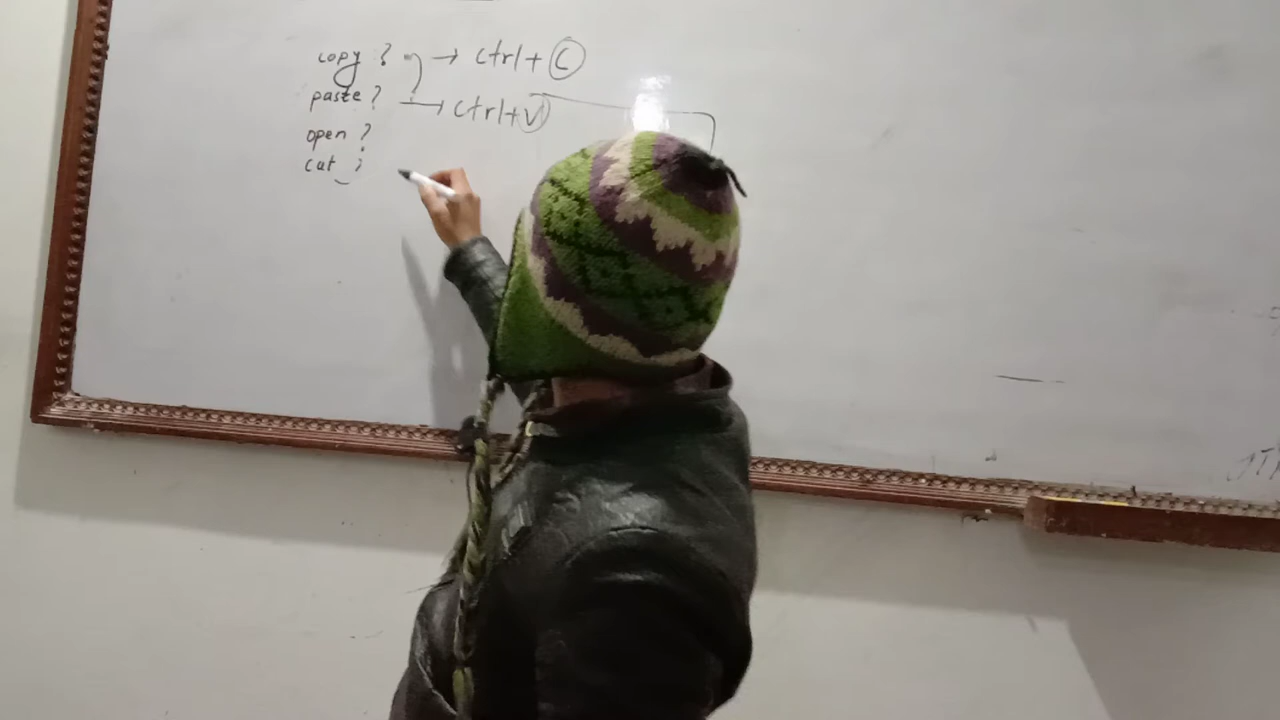 copy ? → ctrl + C
paste ? → ctrl+V
open ?
cut ?